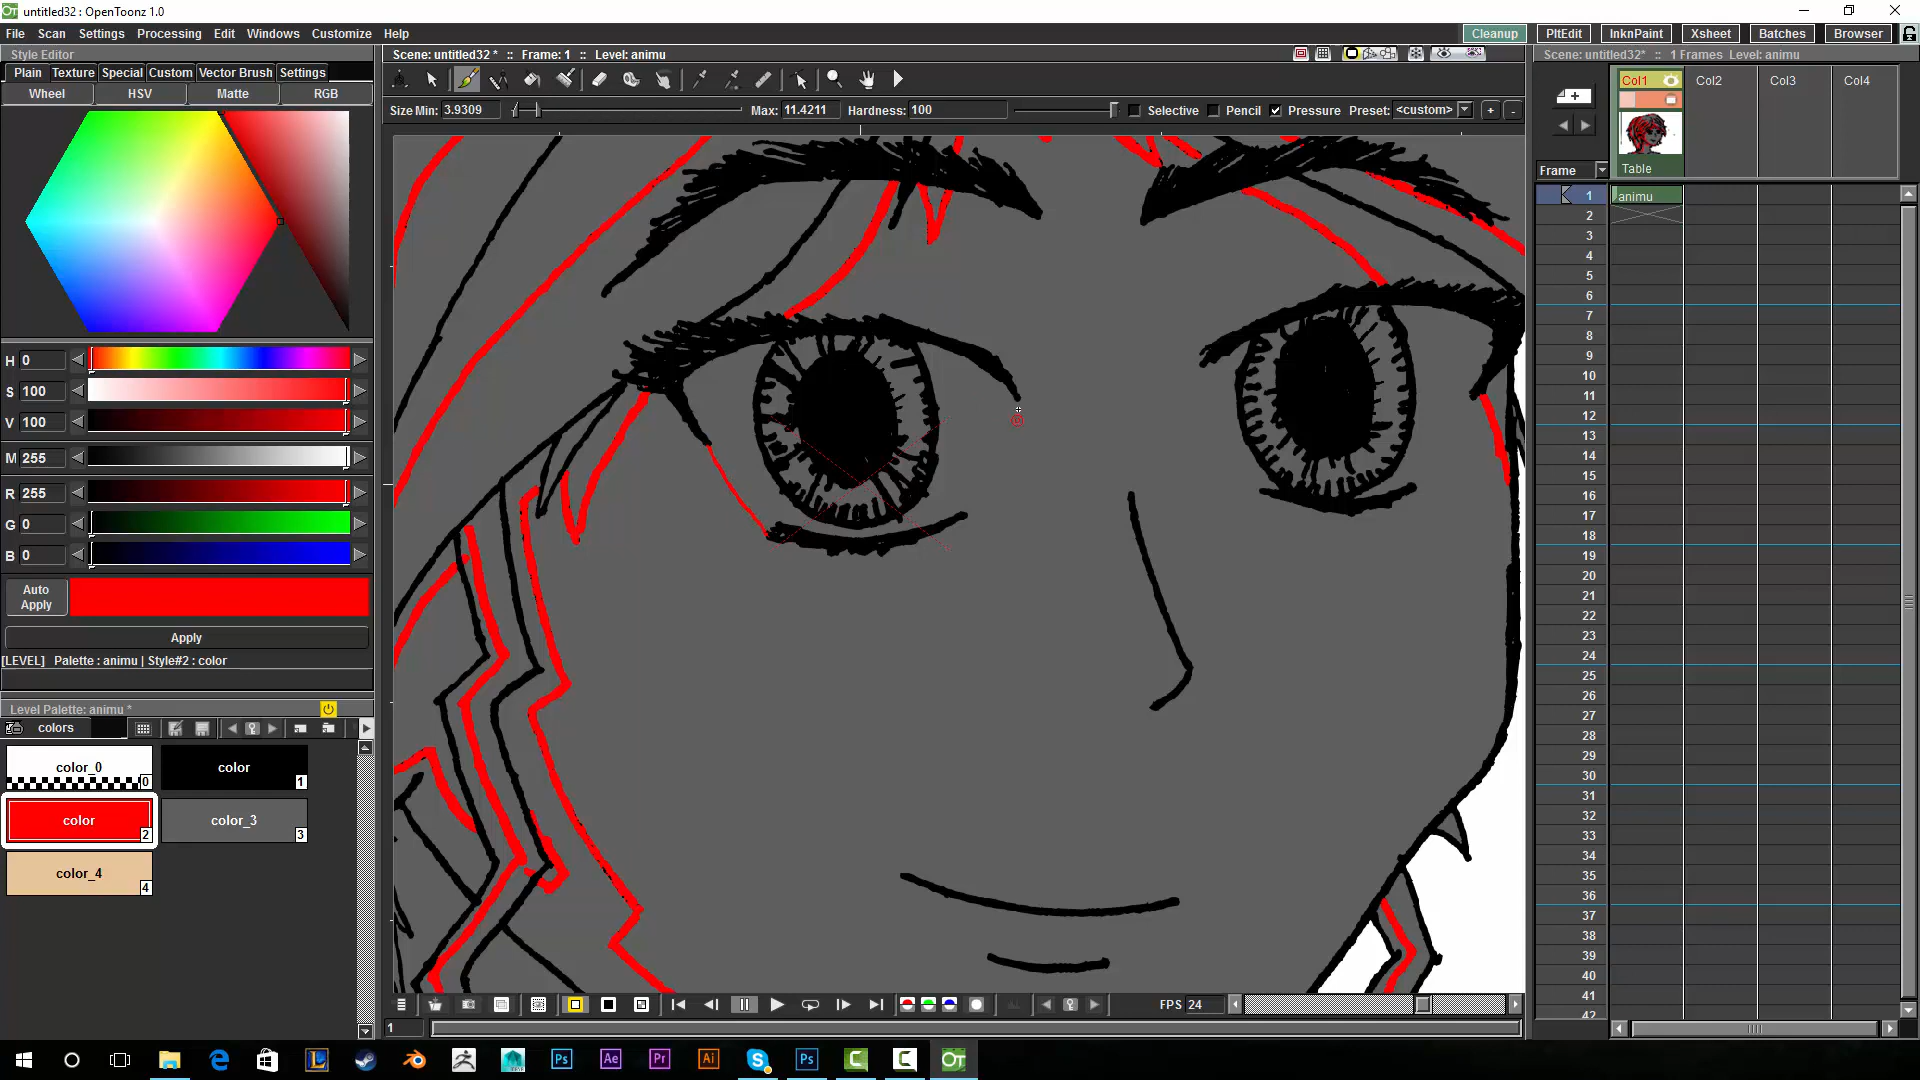 untitled32 : OpenToonz 1.0
File Scan Settings Processing Edit Windows Customize Help
Cleanup PltEdit InknPaint Xsheet Batches Browser
Style Editor
Scene: untitled32 * :: Frame: 1 :: Level: animu
Scene: untitled32* :: 1 Frames Level: animu
Plain Texture Special Custom Vector Brush Settings
Wheel HSV Matte RGB
Size Min: 3.9309 Max: 11.4211 Hardness: 100 Selective Pencil Pressure Preset: <custom> + -
Col1 Col2 Col3 Col4
Table
Frame
animu
1
2
3
4
5
6
7
8
9
10
11
12
13
14
15
16
17
18
19
20
21
22
23
24
25
26
27
28
29
30
31
32
33
34
35
36
37
38
39
40
41
42
H 0
S 100
V 100
M 255
R 255
G 0
B 0
Auto Apply
Apply
[LEVEL] Palette : animu | Style#2 : color
Level Palette: animu *
colors
color_0 0
color 1
color 2
color_3 3
color_4 4
FPS 24
1
L Ps Ae Pr Ai S Ps C C OT